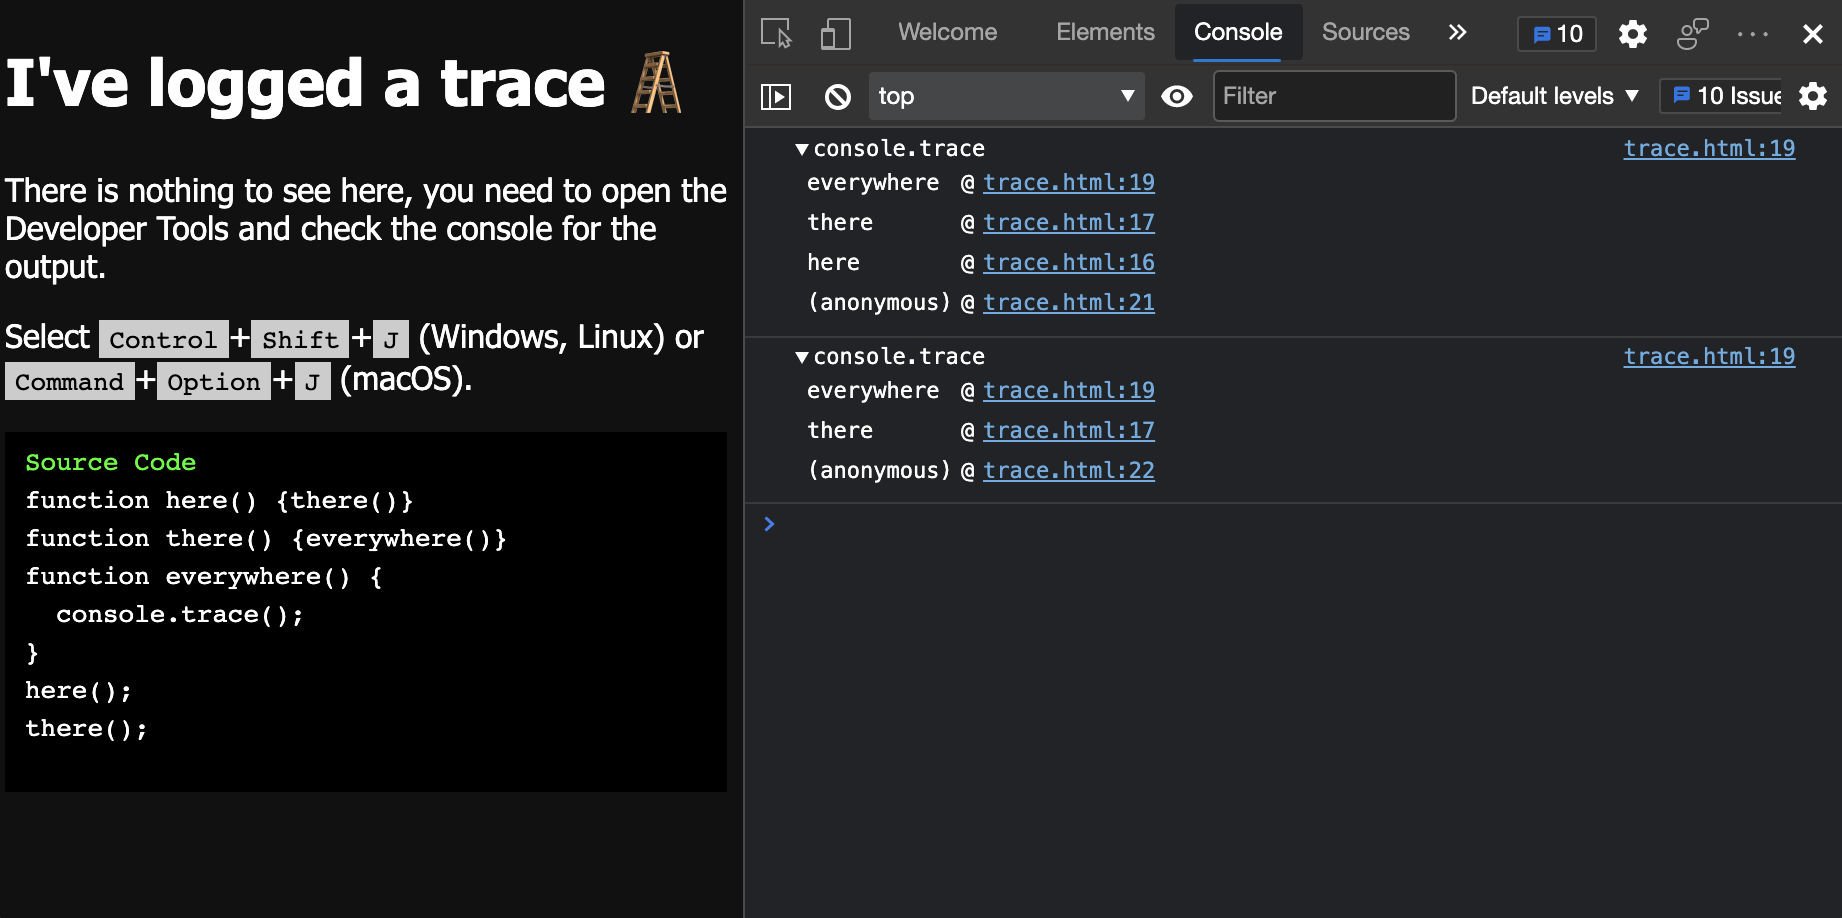 I've logged a trace
There is nothing to see here, you need to open the
Developer Tools and check the console for the
output.
Select Control+Shift+J (Windows, Linux) or
Command+Option+J (macOS).
Source Code
function here() {there()}
function there() {everywhere()}
function everywhere() {
  console.trace();
}
here();
there();
Welcome Elements Console Sources 10
top Filter Default levels 10 Issue
console.trace trace.html:19
everywhere @ trace.html:19
there @ trace.html:17
here @ trace.html:16
(anonymous) @ trace.html:21
console.trace trace.html:19
everywhere @ trace.html:19
there @ trace.html:17
(anonymous) @ trace.html:22